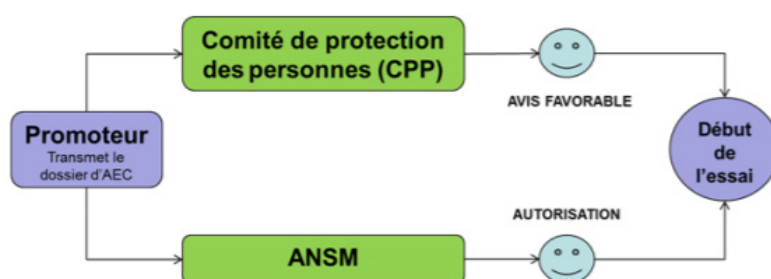 Comité de protection
des personnes (CPP)
AVIS FAVORABLE
Promoteur
Transmet le
dossier d'AEC
Début
de
l'essai
AUTORISATION
ANSM